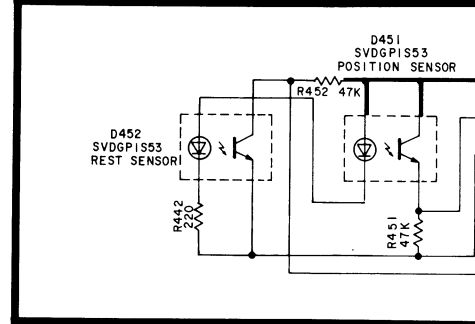 D451
SVDGPIS53
POSITION SENSOR
R452 47K
D452
SVDGPIS53
REST SENSOR
R442
220
R451
47K